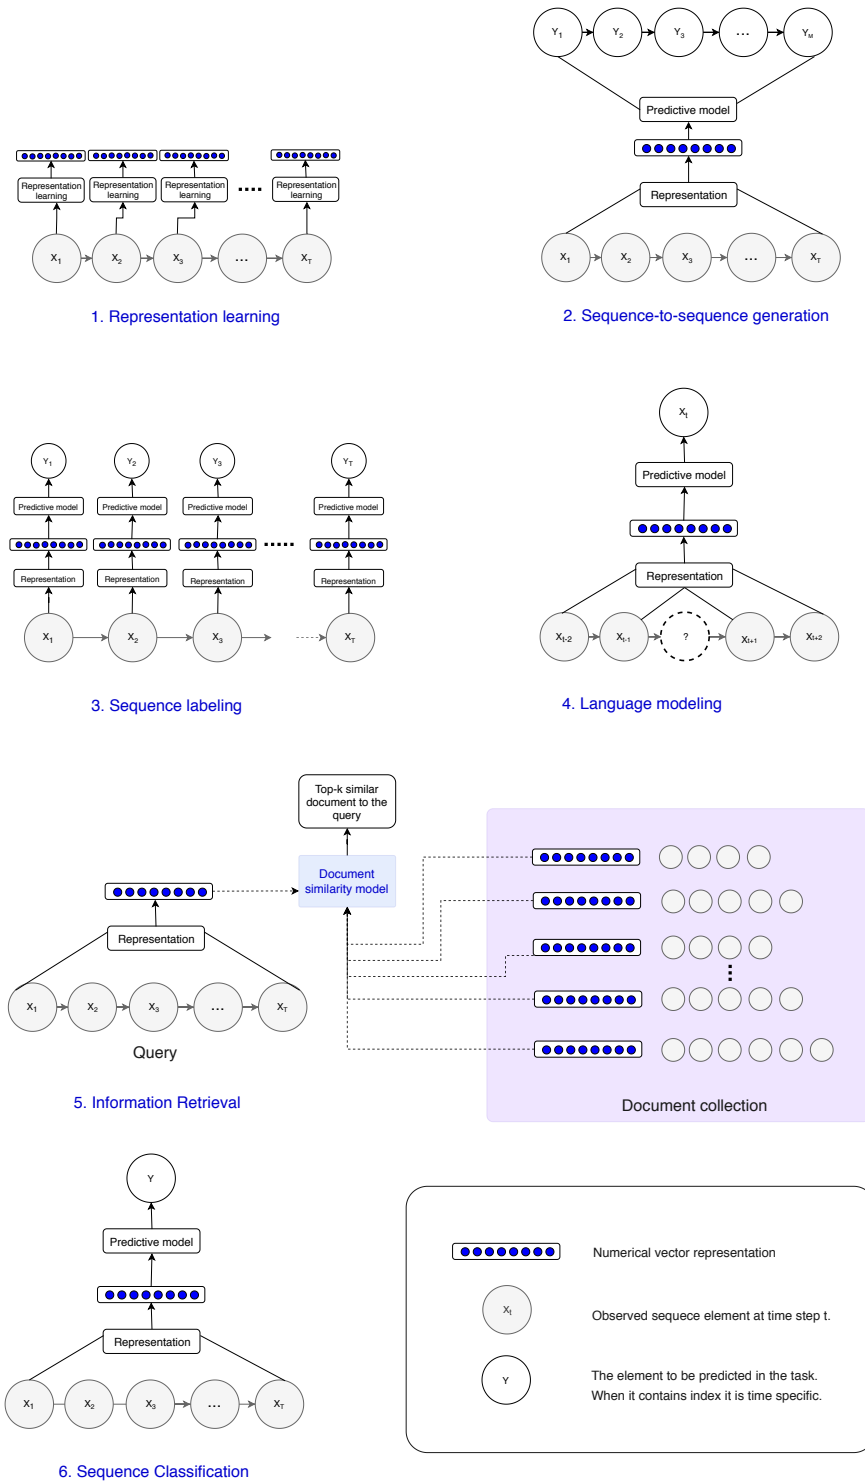 Y1 Y2 Y3 ... YM
Predictive model
Representation
X1 X2 X3 ... XT
2. Sequence-to-sequence generation
Representation learning
Representation learning
Representation learning
....
Representation learning
X1 X2 X3 ... XT
1. Representation learning
Y1 Y2 Y3 YT
Predictive model Predictive model Predictive model Predictive model
.....
Representation Representation Representation Representation
X1 X2 X3 XT
3. Sequence labeling
Xt
Predictive model
Representation
Xt-2 Xt-1 ? Xt+1 Xt+2
4. Language modeling
Top-k similar
document to the
query
Document
similarity model
Representation
X1 X2 X3 ... XT
Query
5. Information Retrieval
Document collection
Y
Predictive model
Representation
X1 X2 X3 ... XT
6. Sequence Classification
Numerical vector representation
Xt
Observed sequece element at time step t.
Y
The element to be predicted in the task.
When it contains index it is time specific.